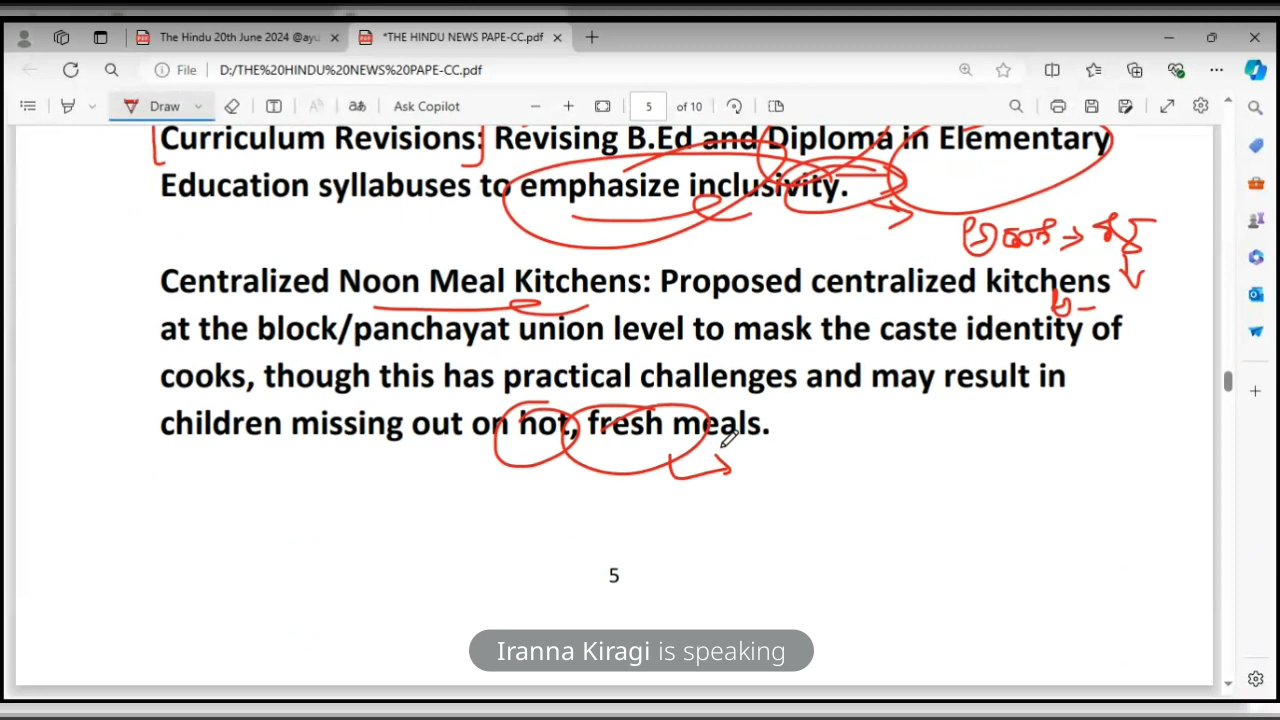 The Hindu 20th June 2024 @ayu
*THE HINDU NEWS PAPE-CC.pdf
File
D:/THE%20HINDU%20NEWS%20PAPE-CC.pdf
Draw
Ask Copilot
5 of 10
Curriculum Revisions: Revising B.Ed and Diploma in Elementary
Education syllabuses to emphasize inclusivity.
Centralized Noon Meal Kitchens: Proposed centralized kitchens
at the block/panchayat union level to mask the caste identity of
cooks, though this has practical challenges and may result in
children missing out on hot, fresh meals.
5
Iranna Kiragi is speaking